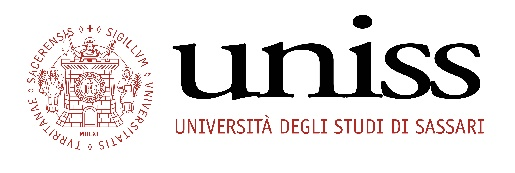 TVRRITANAE ◦ SACERENSIS ◦ SIGILLVM ◦ VNIVERSITATIS
uniss
UNIVERSITÀ DEGLI STUDI DI SASSARI